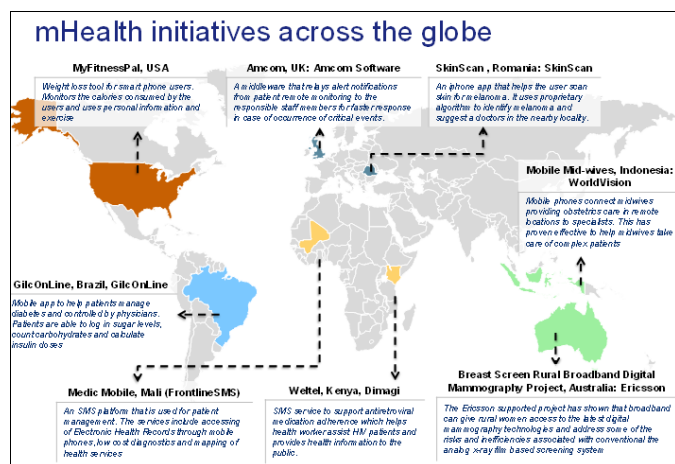 mHealth initiatives across the globe
MyFitnessPal, USA
Weight loss tool for smart phone users.
Monitors the calories consumed by the
users and uses personal information and
exercise
Amcom, UK: Amcom Software
A middleware that relays alert notifications
from patient remote monitoring to the
responsible staff members for faster response
in case of occurrence of critical events.
SkinScan , Romania: SkinScan
An iphone app that helps the user scan
skin for melanoma. It uses proprietary
algorithm to identify melanoma and
suggest a doctors in the nearby locality.
Mobile Mid-wives, Indonesia:
WorldVision
Mobile phones connect midwives
providing obstetrics care in remote
locations to specialists. This has
proven effective to help midwives take
care of complex patients
GilcOnLine, Brazil, GilcOnLine
Mobile app to help patients manage
diabetes and controlled by physicians.
Patients are able to log in sugar levels,
count carbohydrates and calculate
insulin doses
Medic Mobile, Mali (FrontlineSMS)
An SMS platform that is used for patient
management. The services include accessing
of Electronic Health Records through mobile
phones, low cost diagnostics and mapping of
health services
Weltel, Kenya, Dimagi
SMS service to support antiretroviral
medication adherence which helps
health worker assist HM patients and
provides health information to the
public.
Breast Screen Rural Broadband Digital
Mammography Project, Australia: Ericsson
The Ericsson supported project has shown that broadband
can give rural women access to the latest digital
mammography technologies and address some of
the risks and inefficiencies associated with conventional the
analog x-ray film based screening system